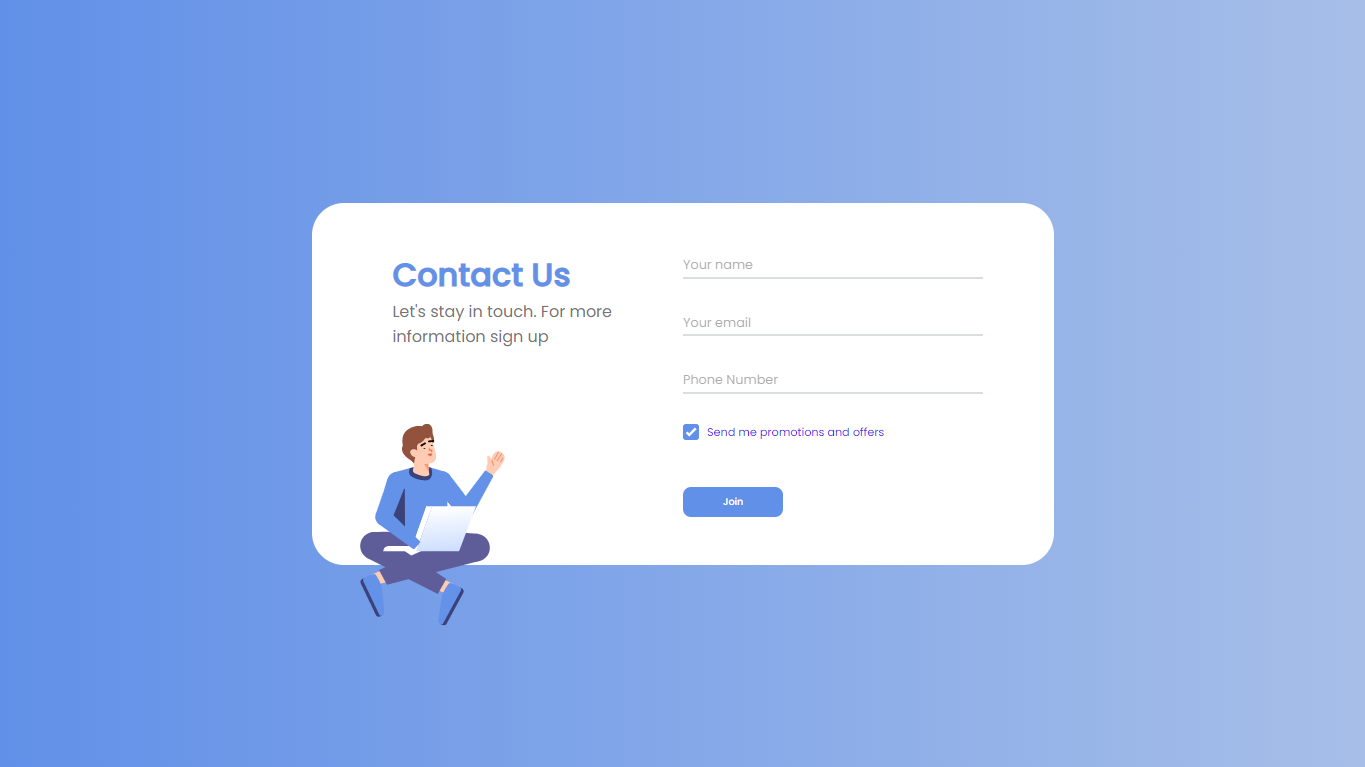 Contact Us
Let's stay in touch. For more
information sign up
Your name
Your email
Phone Number
Send me promotions and offers
Join